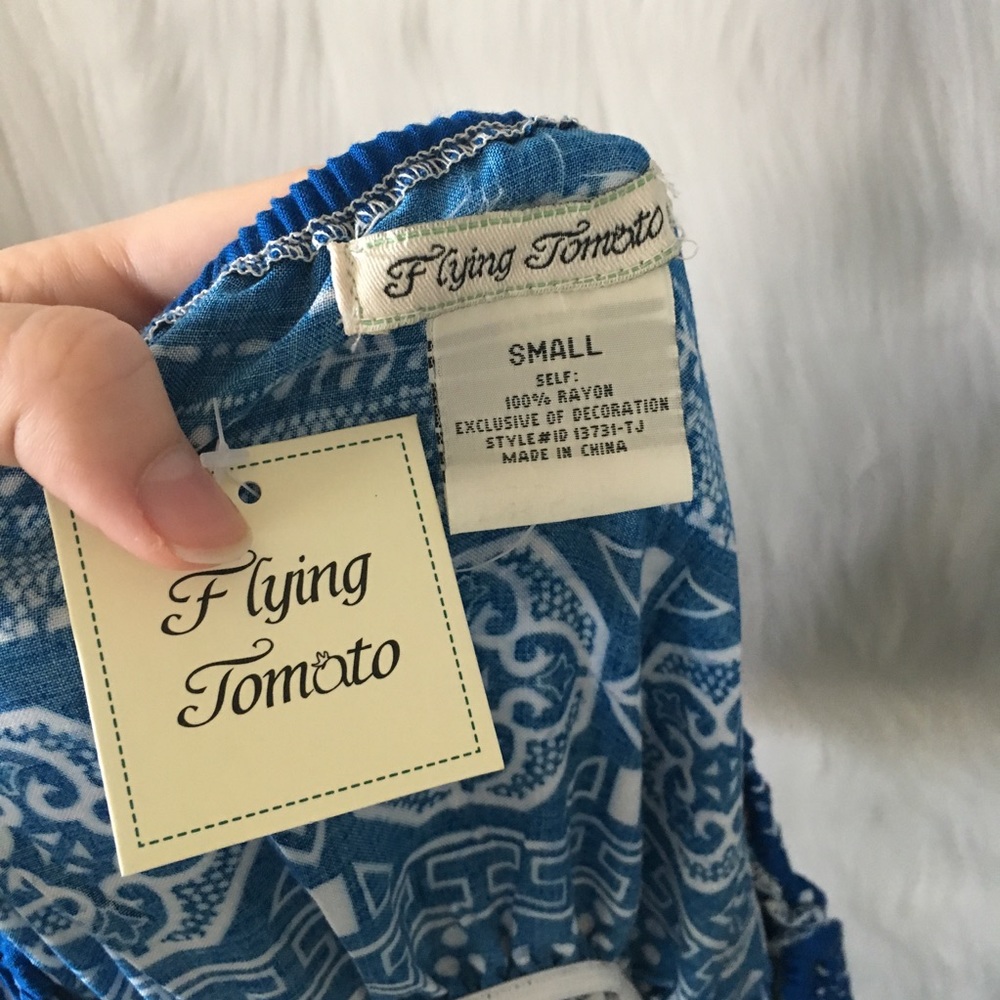 Flying Tomato
SMALL
SELF:
100% RAYON
EXCLUSIVE OF DECORATION
STYLE#ID 13731-TJ
MADE IN CHINA
Flying
Tomato